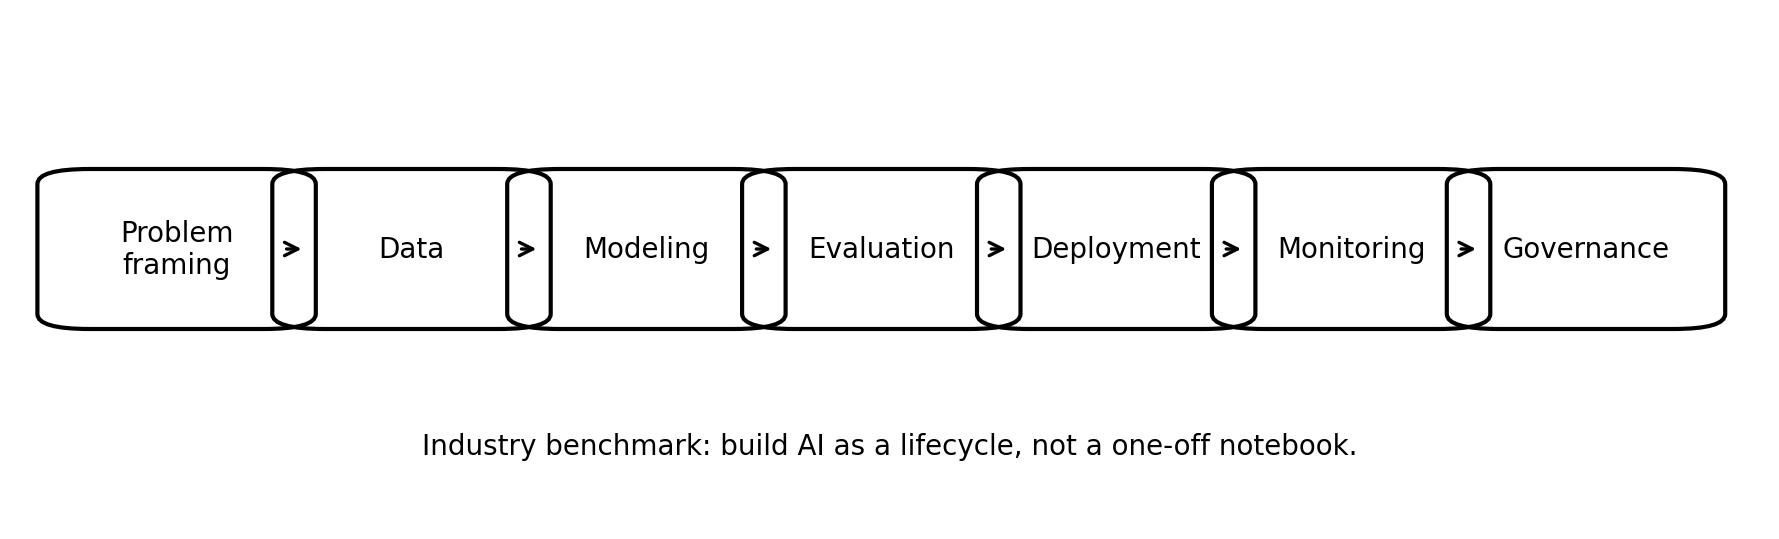 Problem
framing
Data
Modeling
Evaluation
Deployment
Monitoring
Governance
Industry benchmark: build AI as a lifecycle, not a one-off notebook.